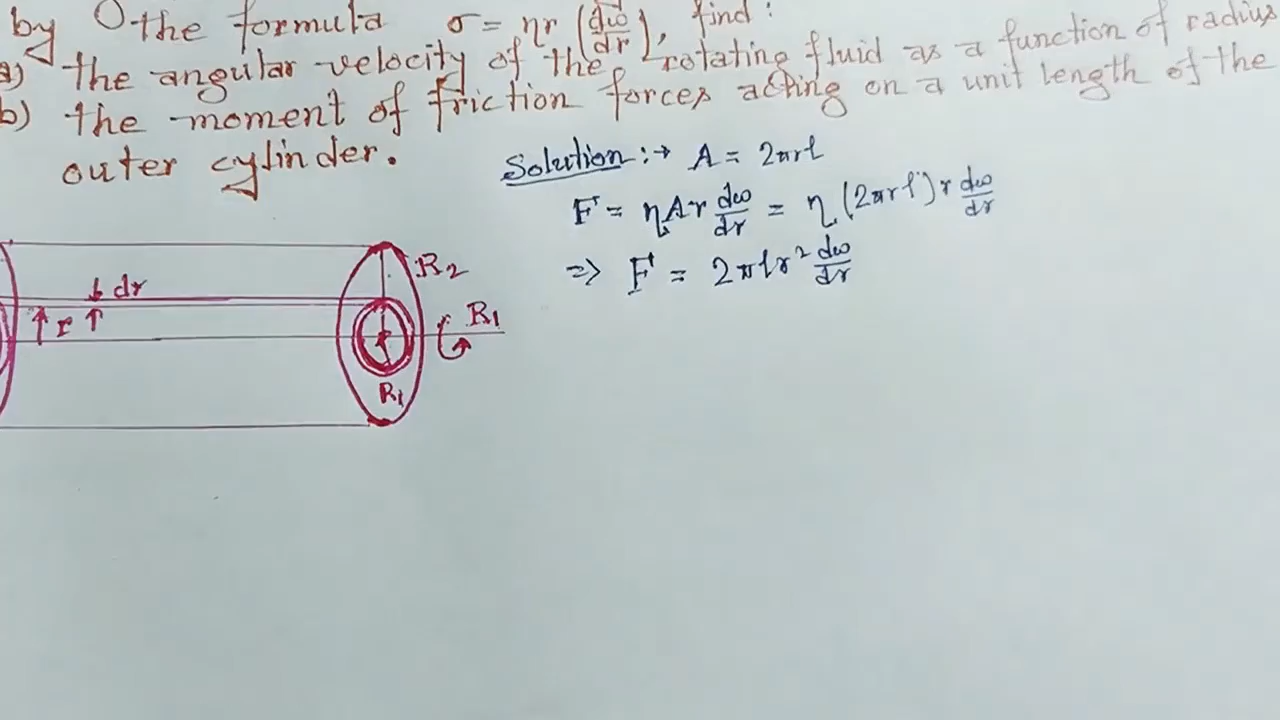 by the formula σ = ηr (dω/dr), find :
a) the angular velocity of the rotating fluid as a function of radius
b) the moment of friction forces acting on a unit length of the
outer cylinder.
Solution :→ A = 2πrl
F = ηAr dω/dr = η (2πrl) r dω/dr
=> F = 2πlr² dω/dr
R₂
dr
r
R₁
R₁